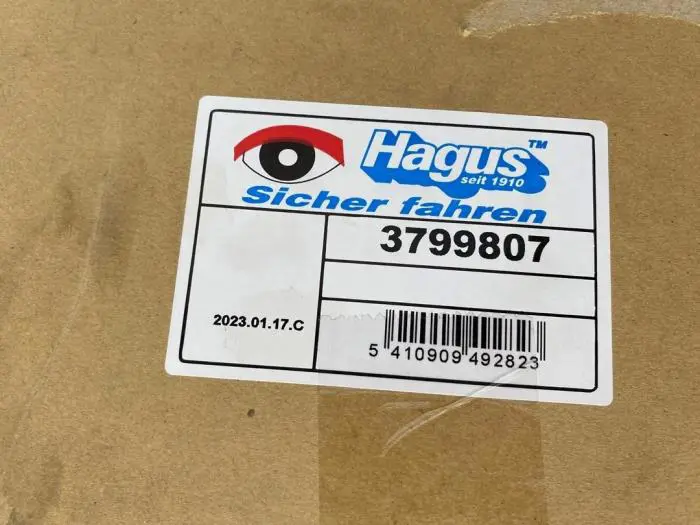 Hagus™
seit 1910
Sicher fahren
3799807
2023.01.17.C
5 410909 492823